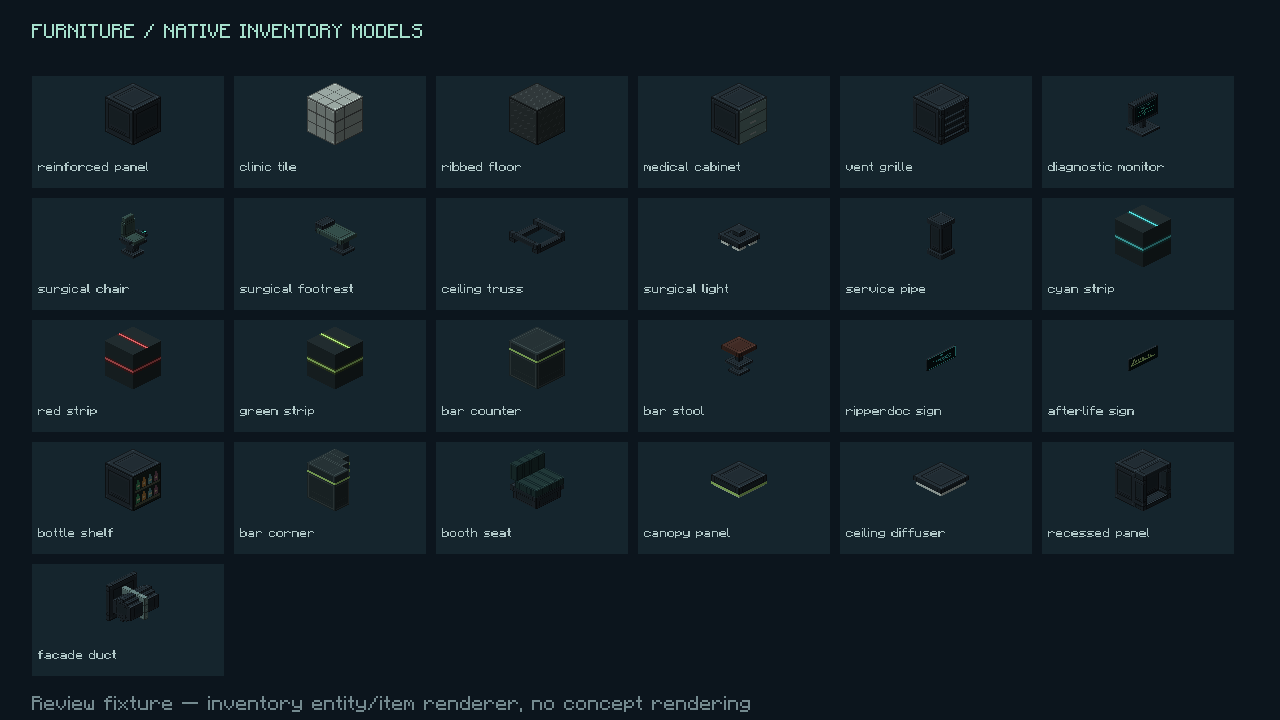 FURNITURE / NATIVE INVENTORY MODELS
reinforced panel
clinic tile
ribbed floor
medical cabinet
vent grille
diagnostic monitor
surgical chair
surgical footrest
ceiling truss
surgical light
service pipe
cyan strip
red strip
green strip
bar counter
bar stool
ripperdoc sign
afterlife sign
bottle shelf
bar corner
booth seat
canopy panel
ceiling diffuser
recessed panel
facade duct
Review fixture — inventory entity/item renderer, no concept rendering